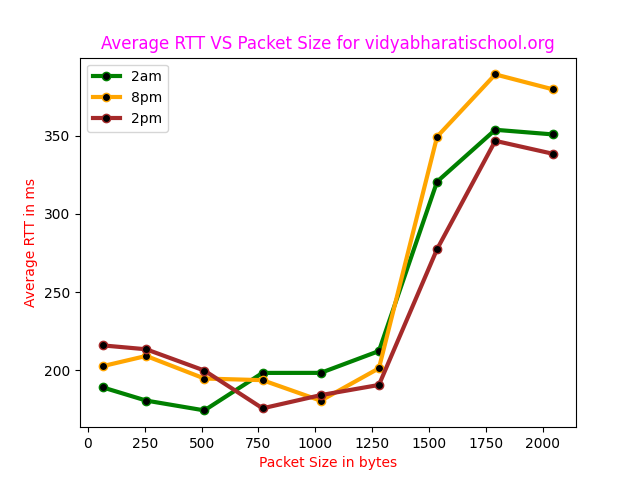 Average RTT VS Packet Size for vidyabharatischool.org
2am
8pm
2pm
Average RTT in ms
350
300
250
200
0 250 500 750 1000 1250 1500 1750 2000
Packet Size in bytes